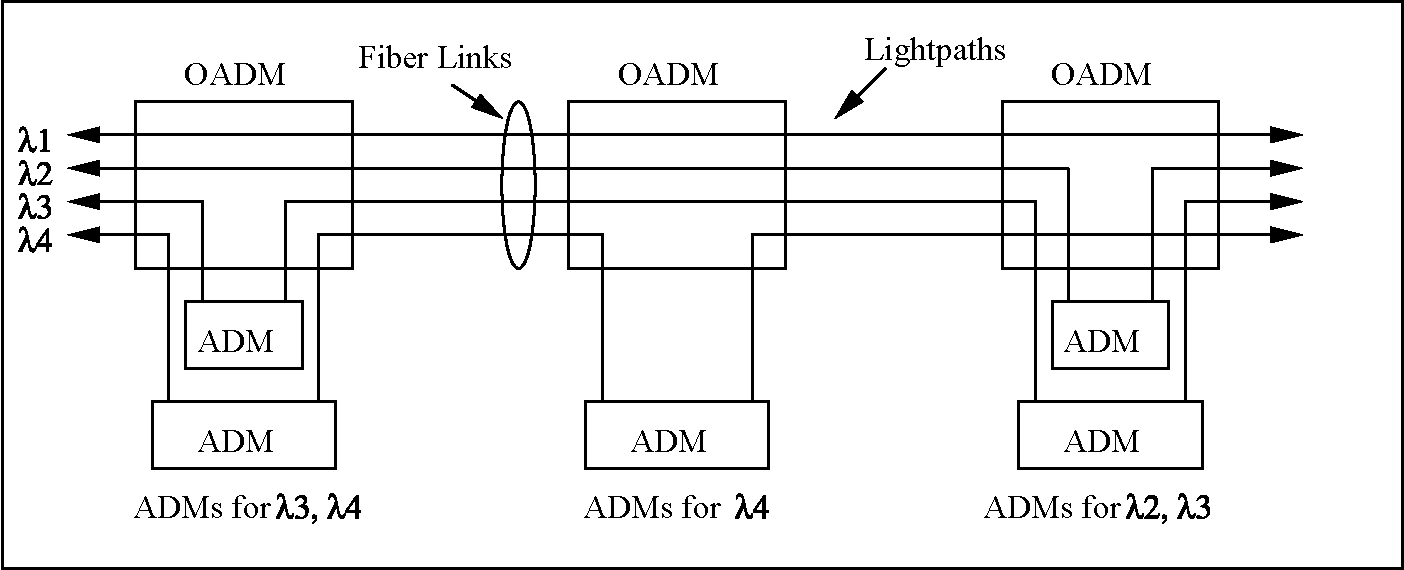 Fiber Links
Lightpaths
OADM
OADM
OADM
λ1
λ2
λ3
λ4
ADM
ADM
ADM
ADM
ADM
ADMs for λ3, λ4
ADMs for λ4
ADMs for λ2, λ3